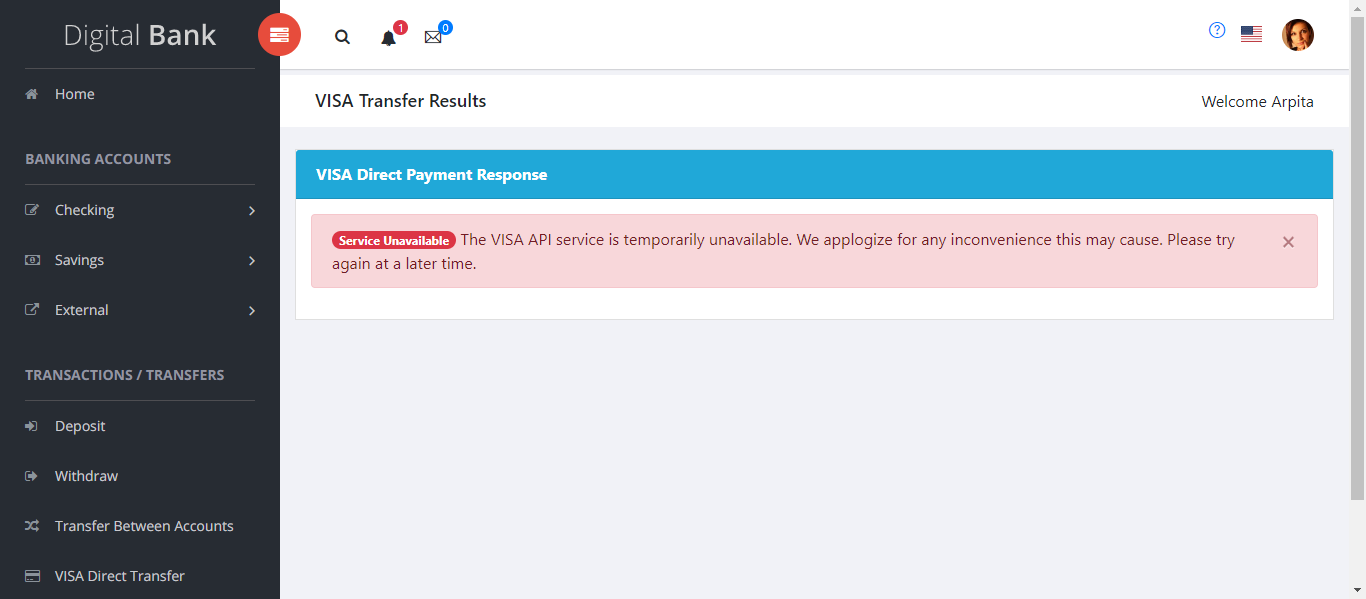 Digital Bank
1
0
?
Home
VISA Transfer Results
Welcome Arpita
BANKING ACCOUNTS
VISA Direct Payment Response
Checking
Service Unavailable The VISA API service is temporarily unavailable. We applogize for any inconvenience this may cause. Please try
again at a later time.
×
Savings
External
TRANSACTIONS / TRANSFERS
Deposit
Withdraw
Transfer Between Accounts
VISA Direct Transfer